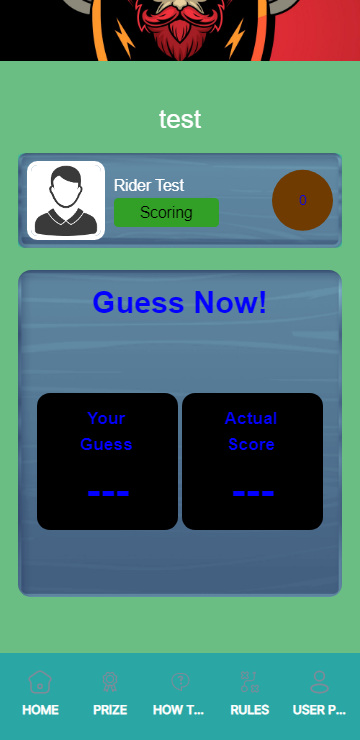 test
Rider Test
Scoring
0
Guess Now!
Your
Guess
---
Actual
Score
---
HOME
PRIZE
HOW T...
RULES
USER P...